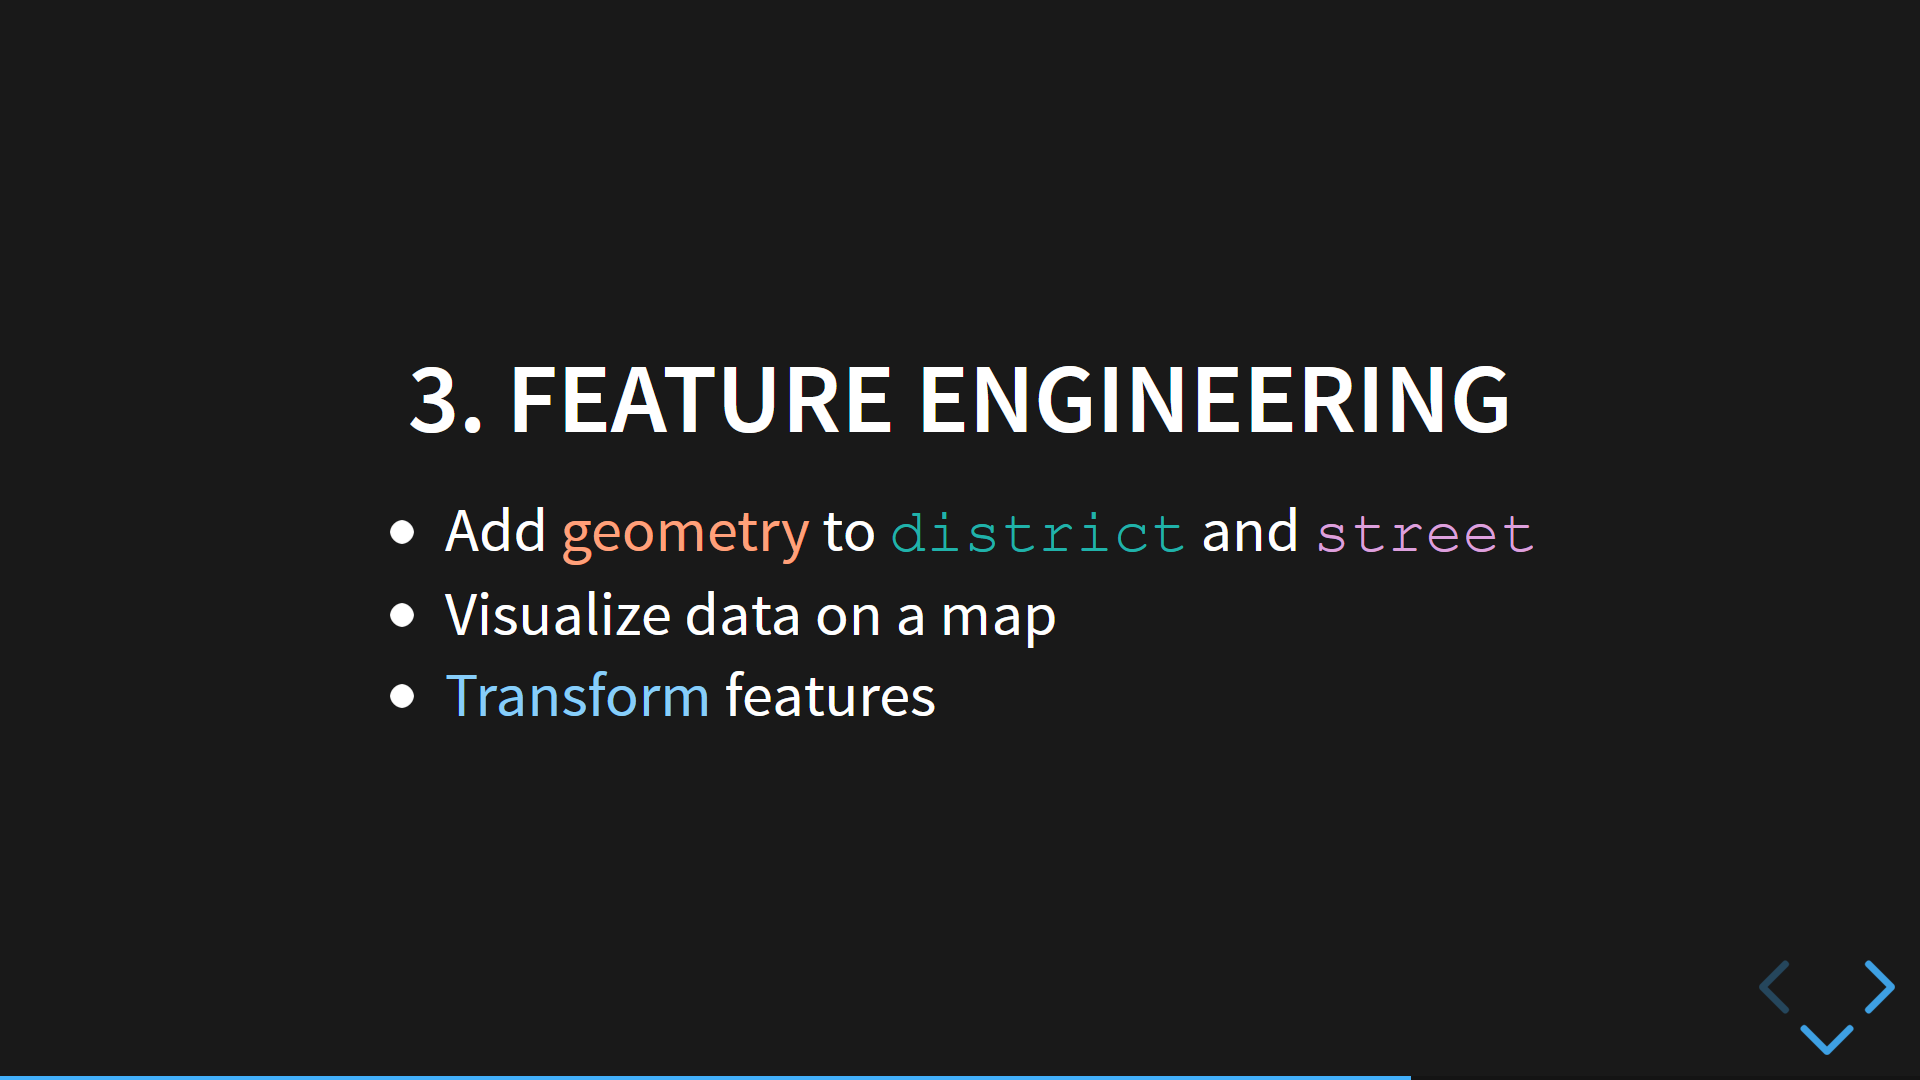 3. FEATURE ENGINEERING
• Add geometry to district and street
• Visualize data on a map
• Transform features